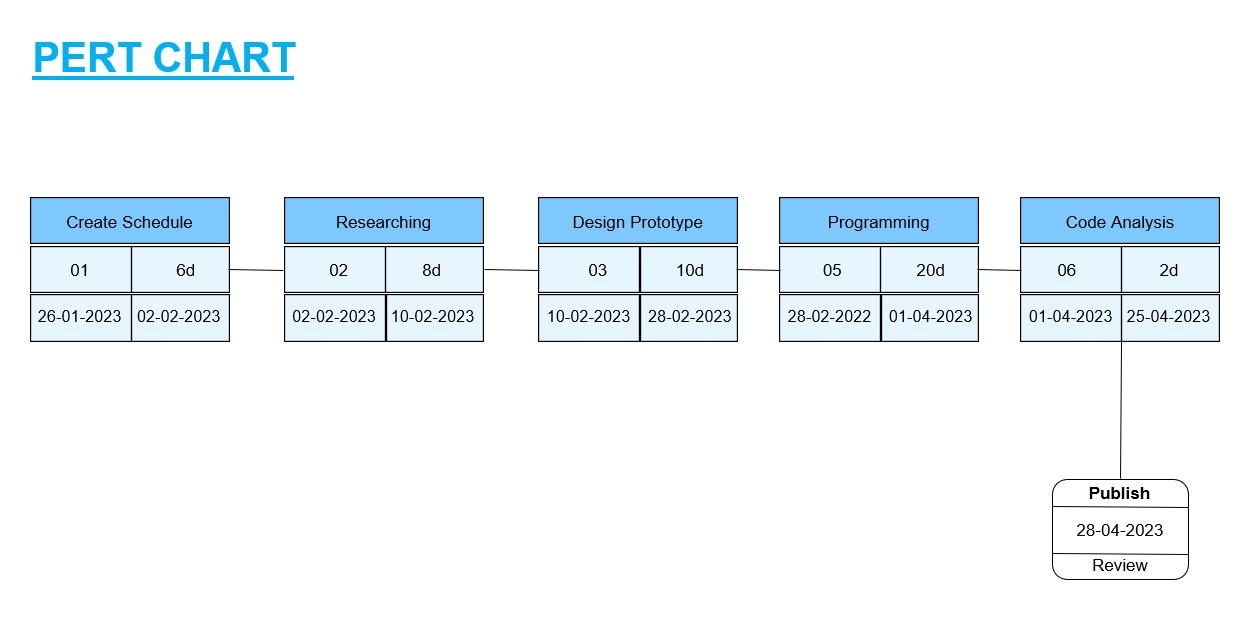 PERT CHART
Create Schedule
01 6d
26-01-2023 02-02-2023
Researching
02 8d
02-02-2023 10-02-2023
Design Prototype
03 10d
10-02-2023 28-02-2023
Programming
05 20d
28-02-2022 01-04-2023
Code Analysis
06 2d
01-04-2023 25-04-2023
Publish
28-04-2023
Review